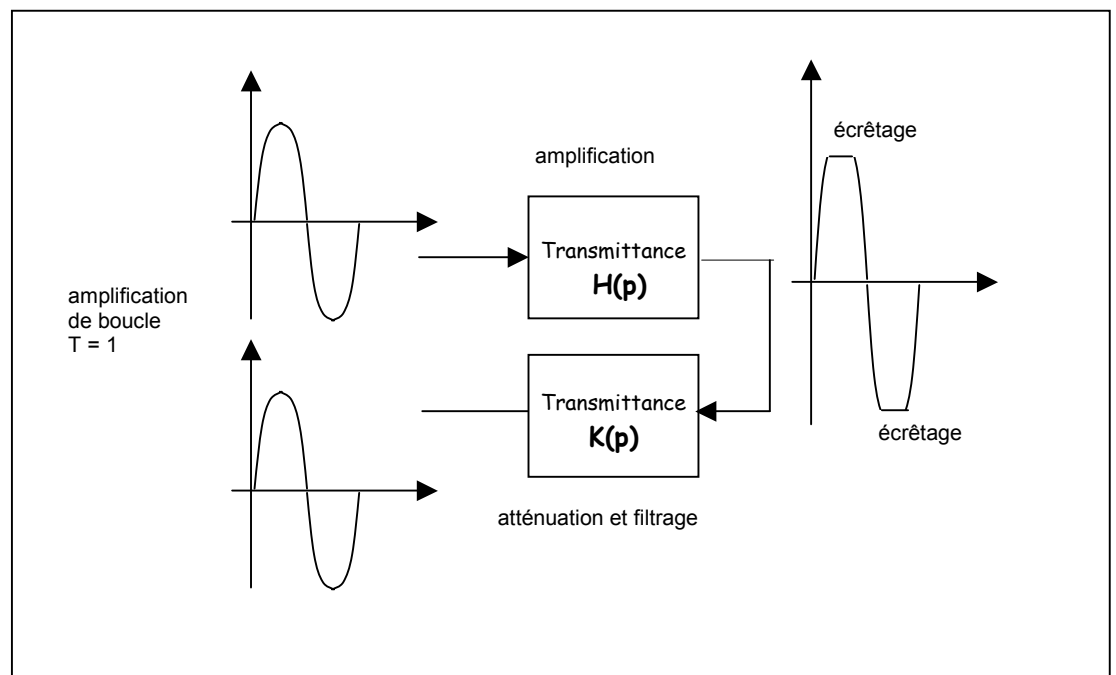 écrêtage
amplification
Transmittance
H(p)
amplification
de boucle
T = 1
Transmittance
K(p)
écrêtage
atténuation et filtrage